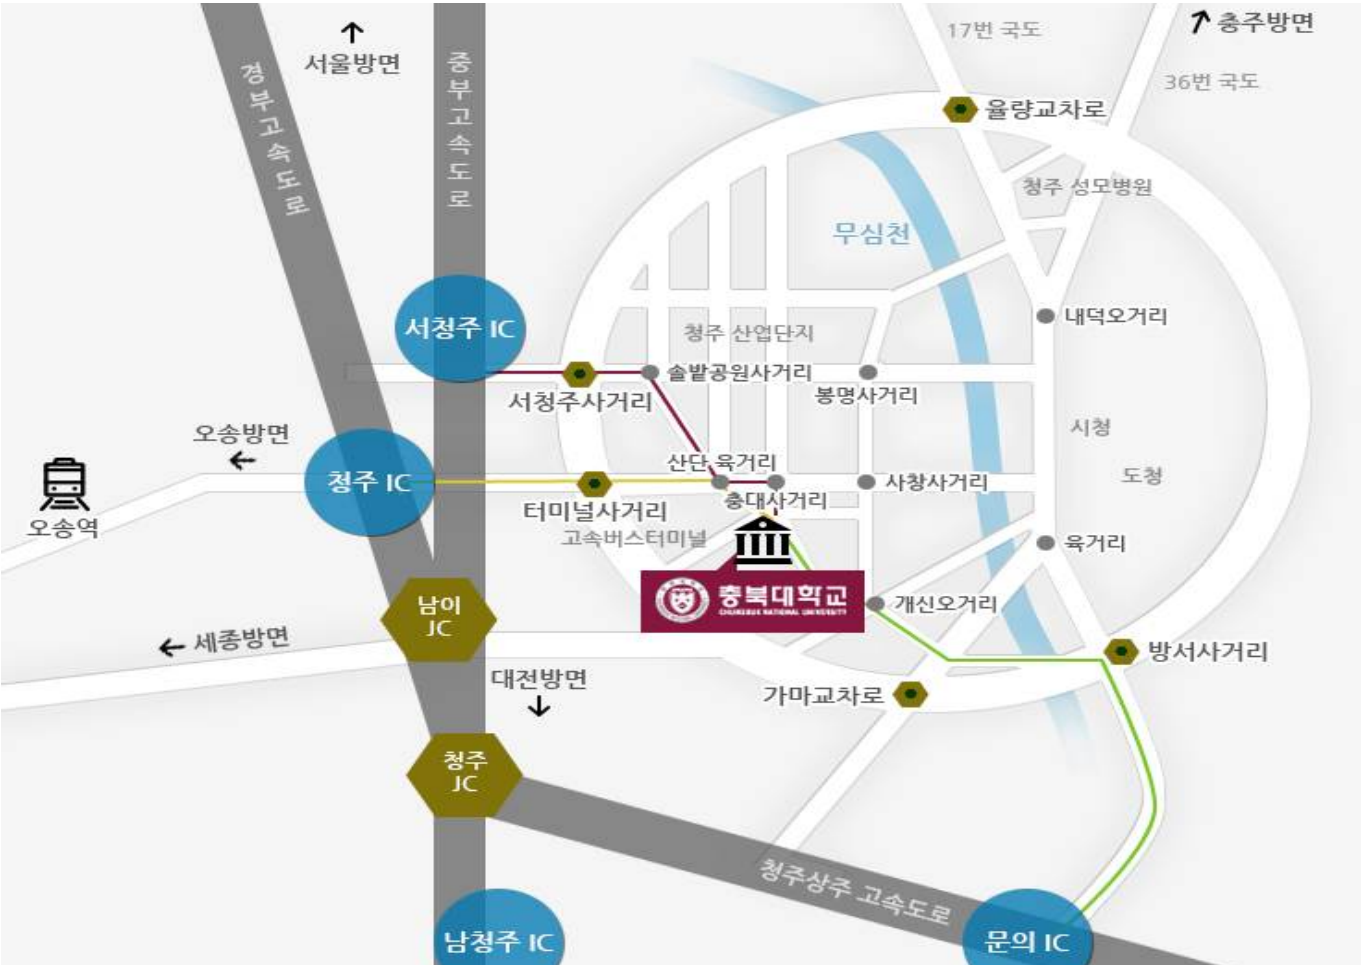 17번 국도
충주방면
서울방면
경부고속도로
중부고속도로
36번 국도
율량교차로
청주 성모병원
무심천
서청주 IC
청주 산업단지
내덕오거리
솔밭공원사거리
서청주사거리
봉명사거리
오송방면
시청
산단 육거리
도청
청주 IC
사창사거리
충대사거리
터미널사거리
오송역
고속버스터미널
육거리
충북대학교
CHUNGBUK NATIONAL UNIVERSITY
개신오거리
남이
JC
세종방면
방서사거리
대전방면
가마교차로
청주
JC
청주상주 고속도로
남청주 IC
문의 IC